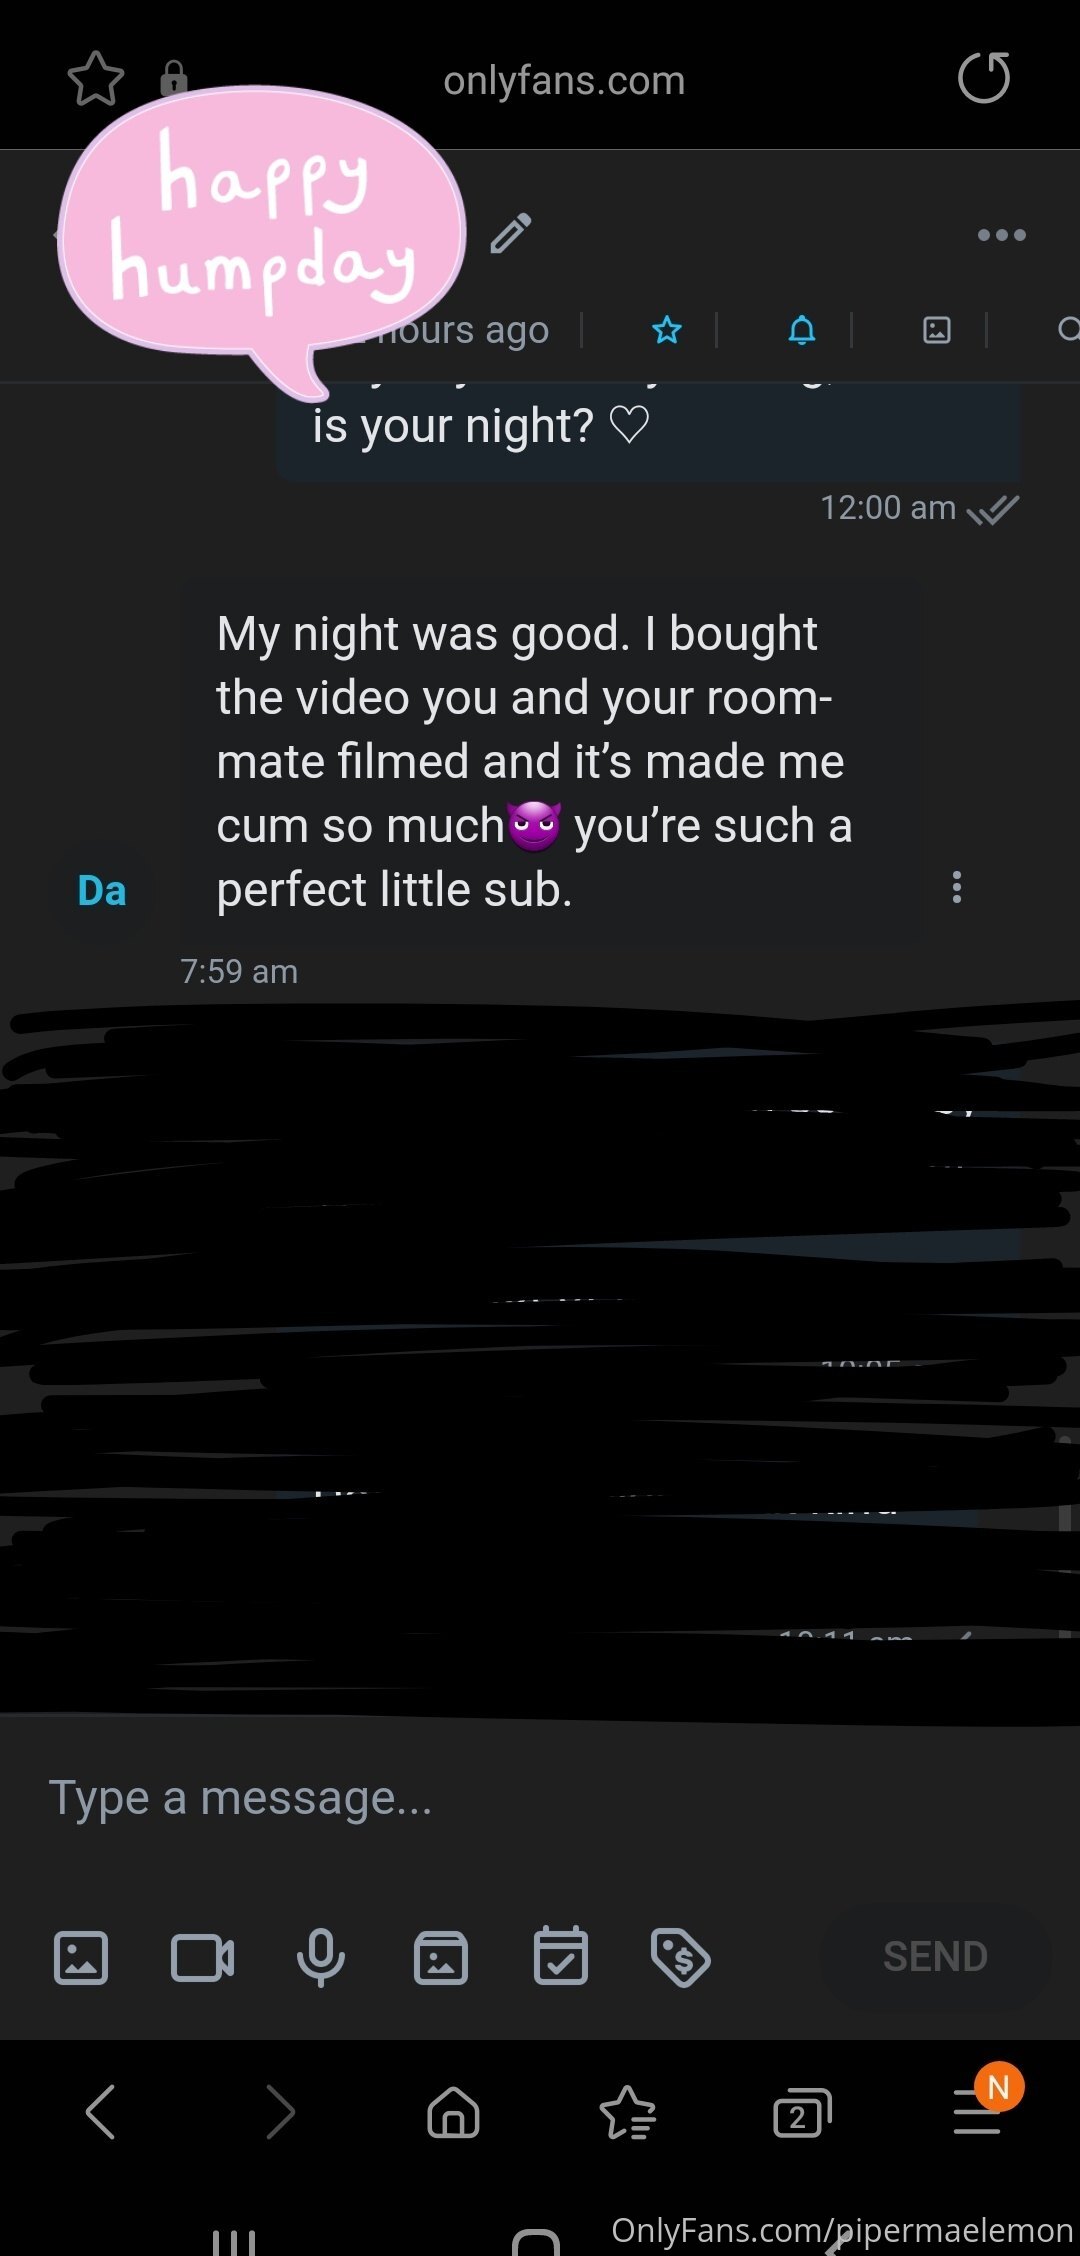 onlyfans.com
happy
humpday
hours ago
is your night? ♡
12:00 am
My night was good. I bought
the video you and your room-
mate filmed and it’s made me
cum so much😈 you’re such a
perfect little sub.
Da
7:59 am
Type a message...
SEND
2
N
OnlyFans.com/pipermaelemon